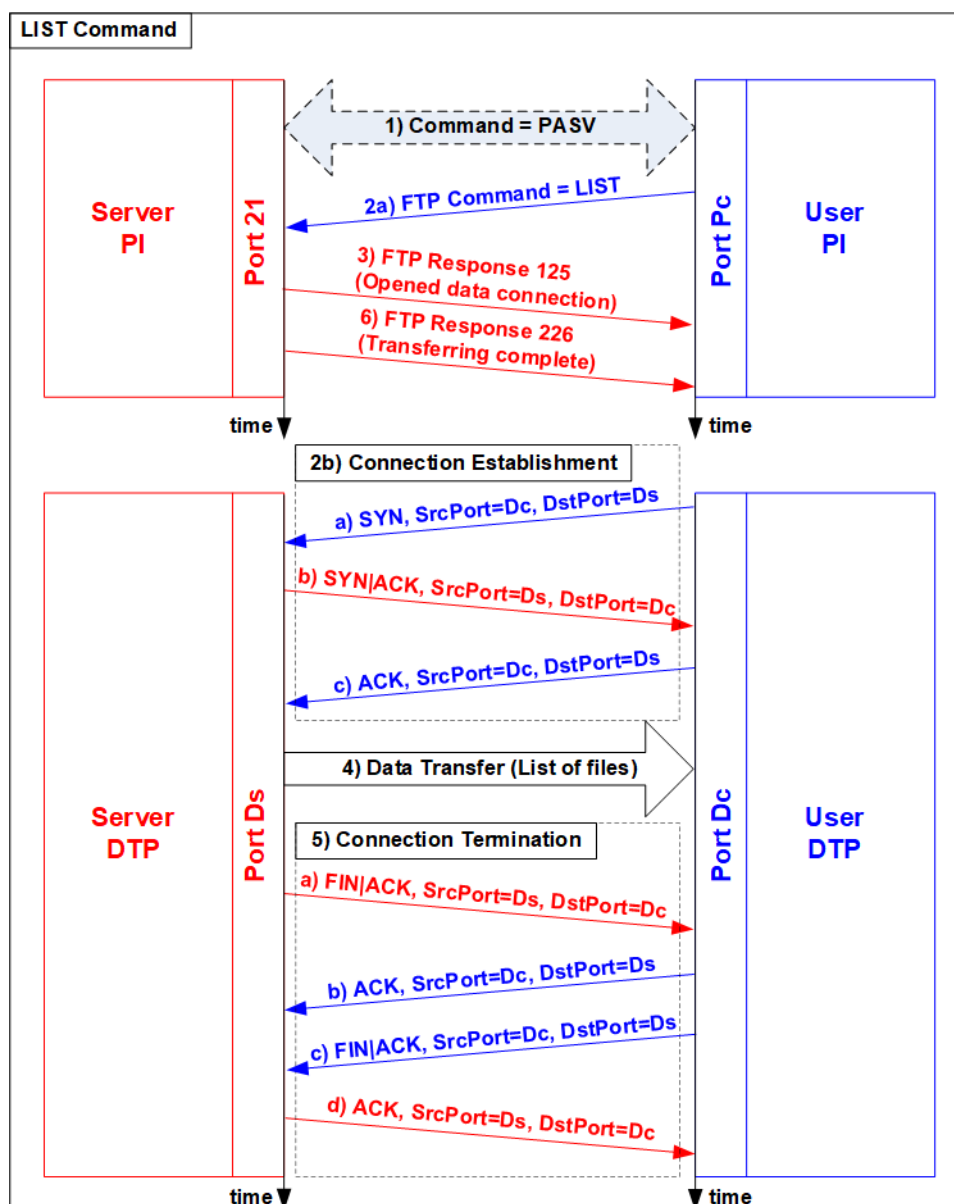 LIST Command
1) Command = PASV
2a) FTP Command = LIST
Server
PI
Port 21
3) FTP Response 125
(Opened data connection)
6) FTP Response 226
(Transferring complete)
Port Pc
User
PI
time
time
2b) Connection Establishment
a) SYN, SrcPort=Dc, DstPort=Ds
b) SYN|ACK, SrcPort=Ds, DstPort=Dc
c) ACK, SrcPort=Dc, DstPort=Ds
4) Data Transfer (List of files)
Server
DTP
Port Ds
Port Dc
User
DTP
5) Connection Termination
a) FIN|ACK, SrcPort=Ds, DstPort=Dc
b) ACK, SrcPort=Dc, DstPort=Ds
c) FIN|ACK, SrcPort=Dc, DstPort=Ds
d) ACK, SrcPort=Ds, DstPort=Dc
time
time